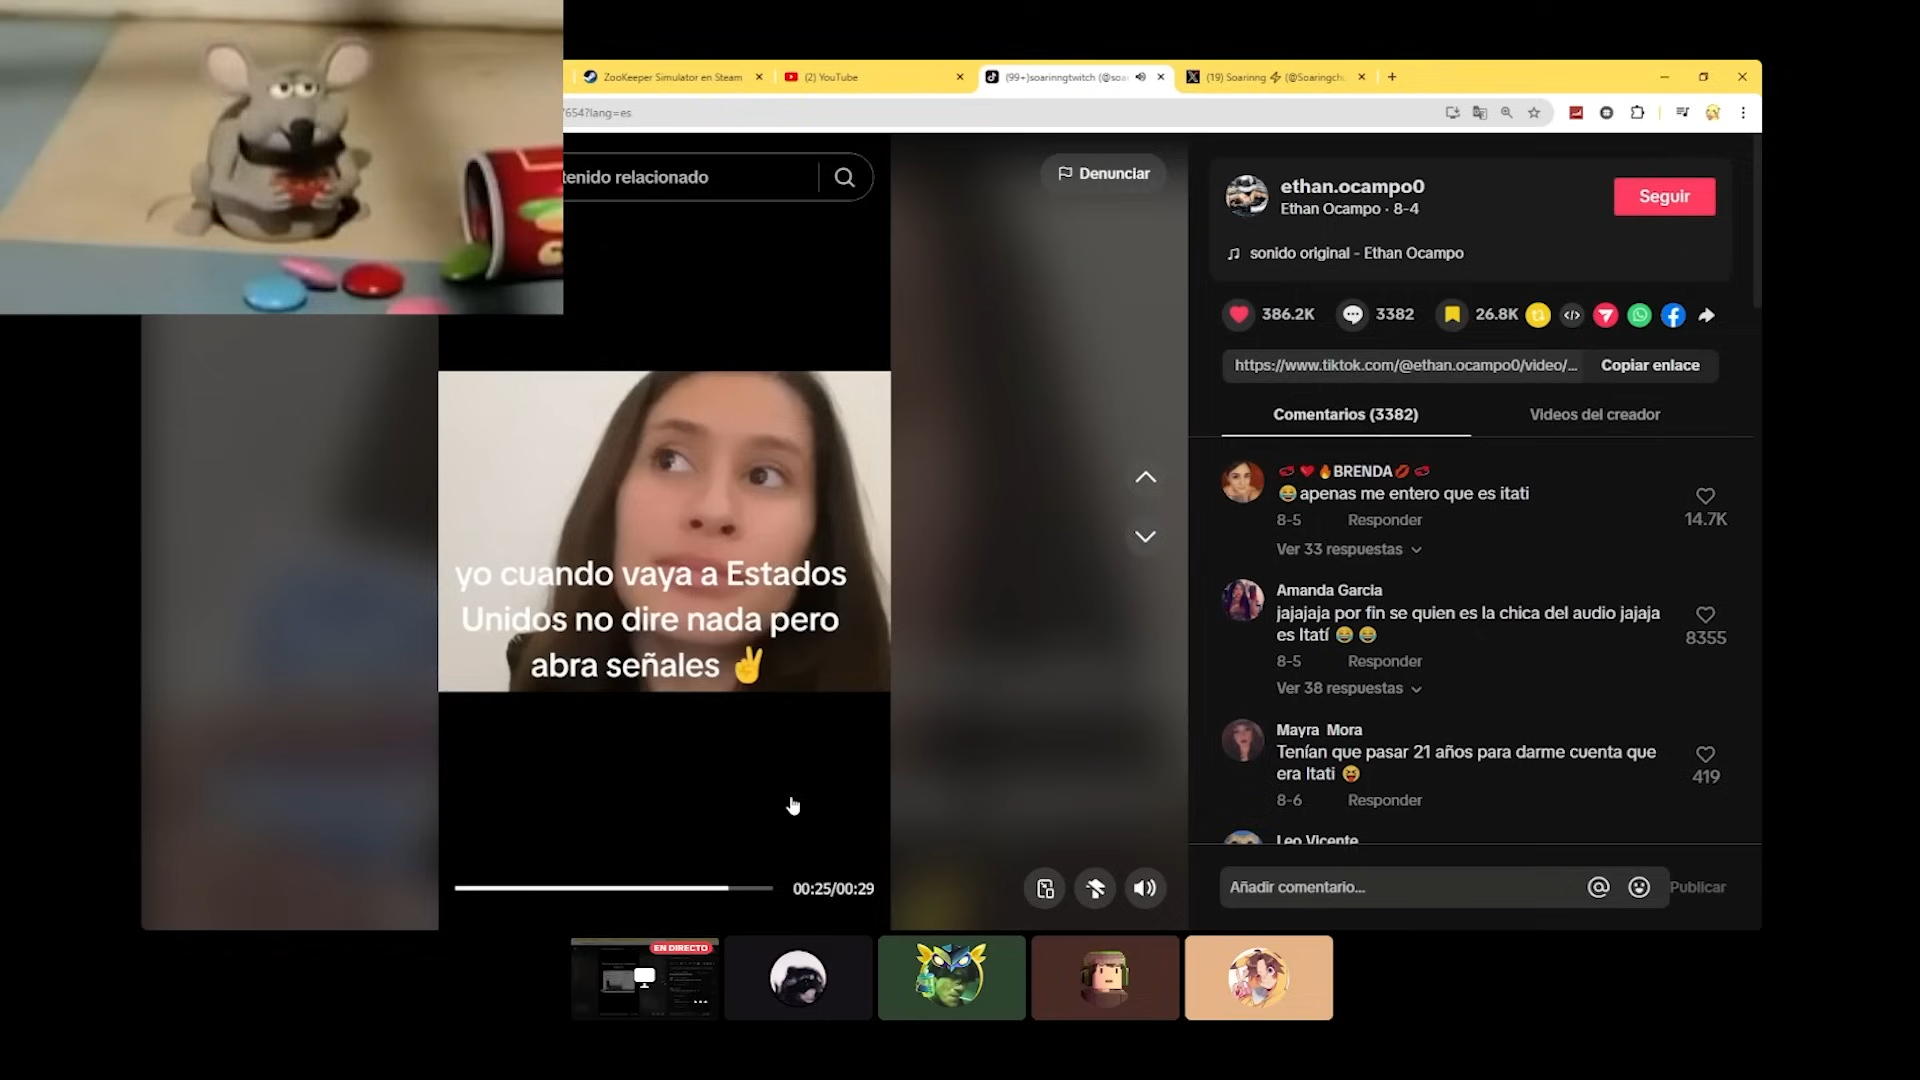 ZooKeeper Simulator en Steam
(2) YouTube
(99+)soarinngtwitch (@soa
(19) Soarinng ⚡ (@Soaringch
654?lang=es
tenido relacionado
Denunciar
ethan.ocampo0
Ethan Ocampo · 8-4
Seguir
sonido original - Ethan Ocampo
386.2K
3382
26.8K
https://www.tiktok.com/@ethan.ocampo0/video/...
Copiar enlace
Comentarios (3382)
Videos del creador
BRENDA
😂apenas me entero que es itati
14.7K
8-5 Responder
Ver 33 respuestas
Amanda Garcia
jajajaja por fin se quien es la chica del audio jajaja
es Itatí 😂 😂
8355
8-5 Responder
Ver 38 respuestas
Mayra Mora
Tenían que pasar 21 años para darme cuenta que
era Itati 😝
419
8-6 Responder
Leo Vicente
Añadir comentario...
Publicar
yo cuando vaya a Estados
Unidos no dire nada pero
abra señales ✌️
00:25/00:29
EN DIRECTO